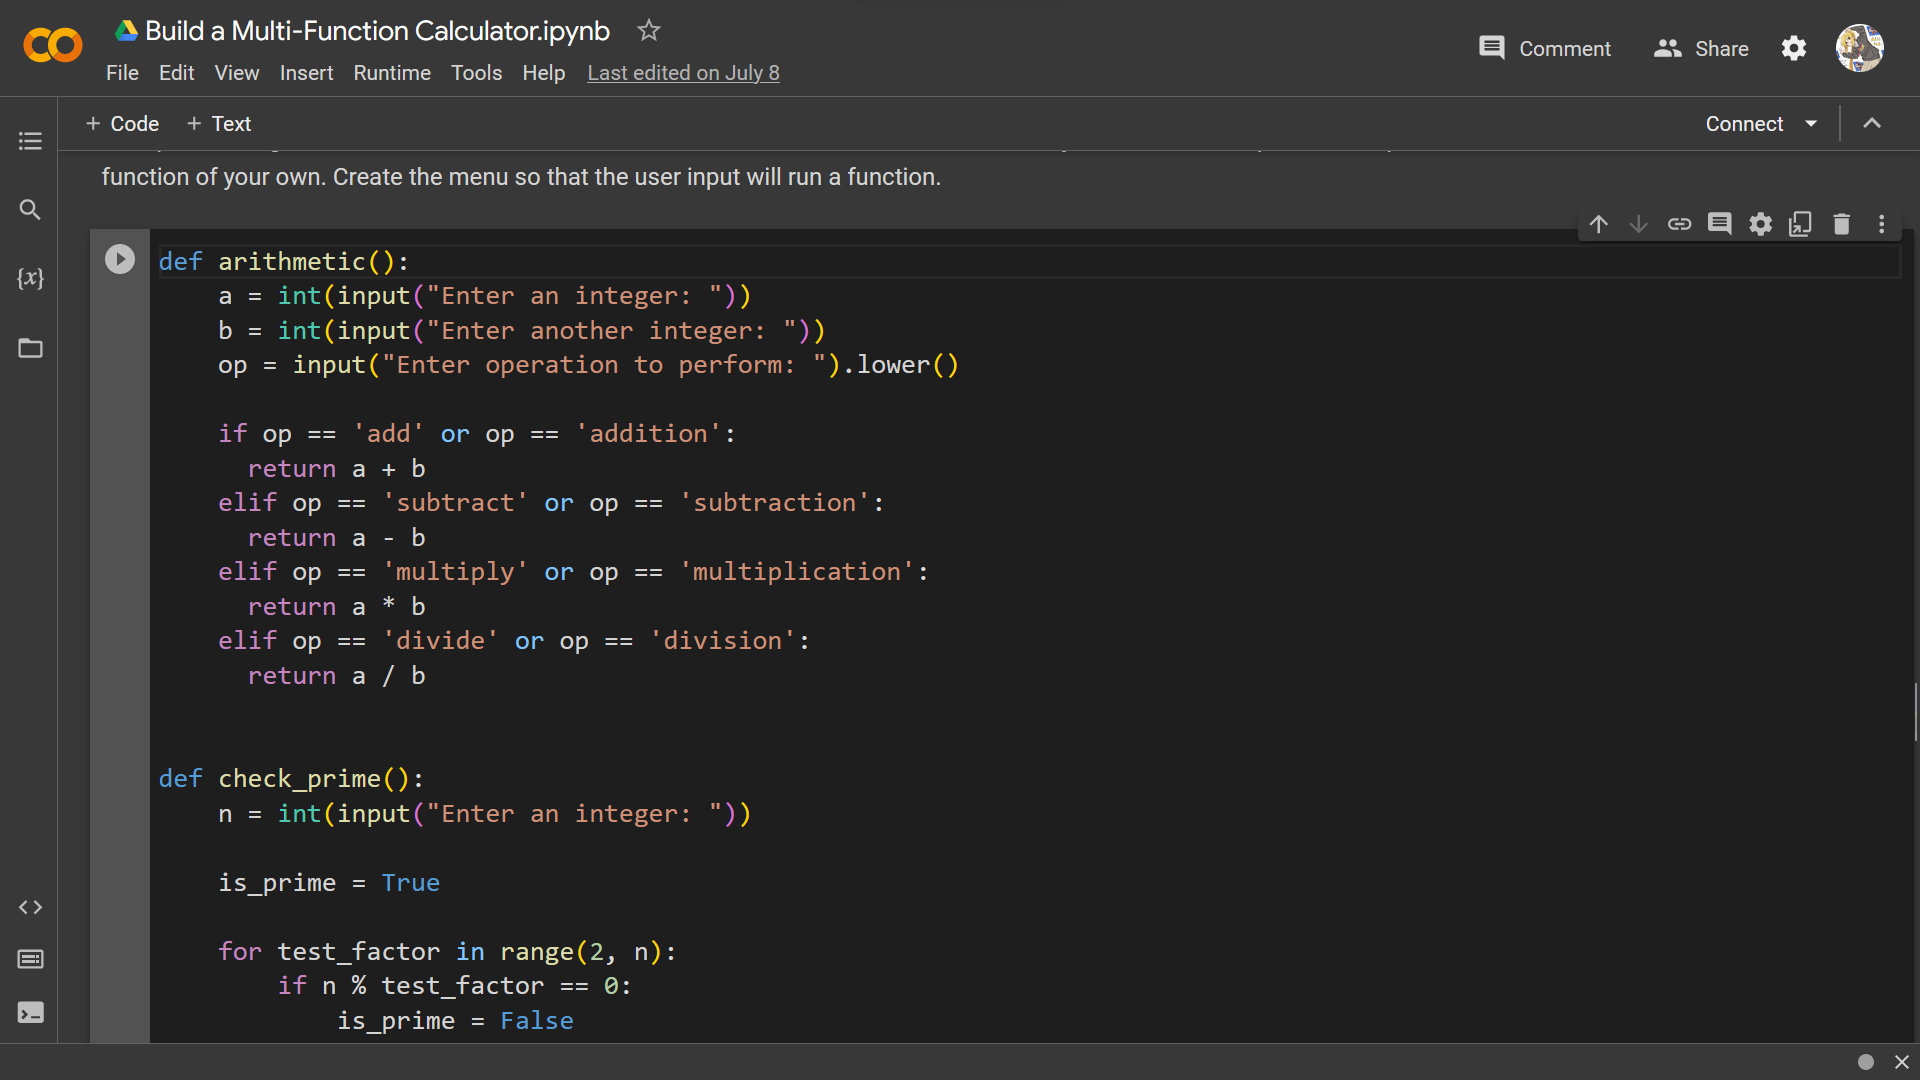 Build a Multi-Function Calculator.ipynb
File Edit View Insert Runtime Tools Help Last edited on July 8
Comment Share
+ Code + Text
Connect
function of your own. Create the menu so that the user input will run a function.
{x}
def arithmetic():
    a = int(input("Enter an integer: "))
    b = int(input("Enter another integer: "))
    op = input("Enter operation to perform: ").lower()
    if op == 'add' or op == 'addition':
      return a + b
    elif op == 'subtract' or op == 'subtraction':
      return a - b
    elif op == 'multiply' or op == 'multiplication':
      return a * b
    elif op == 'divide' or op == 'division':
      return a / b
def check_prime():
    n = int(input("Enter an integer: "))
    is_prime = True
    for test_factor in range(2, n):
        if n % test_factor == 0:
            is_prime = False